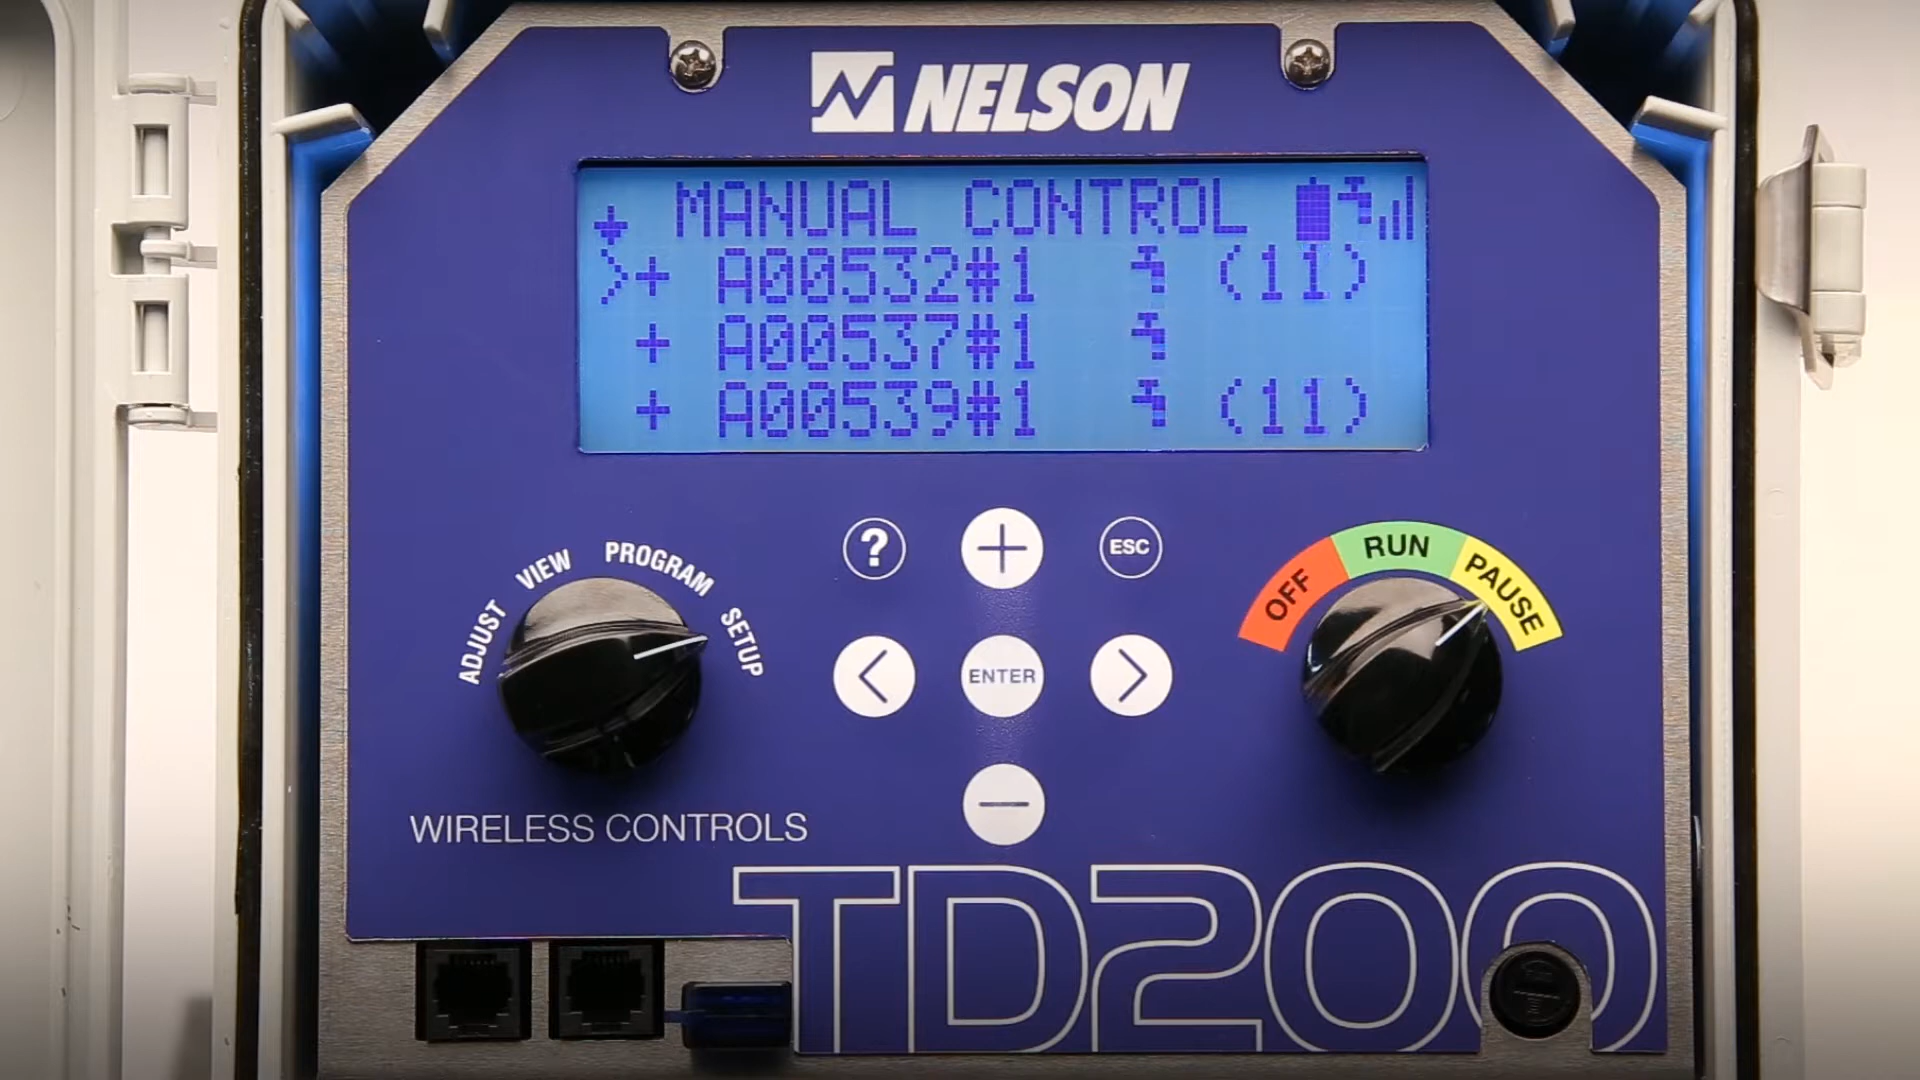 NELSON
MANUAL CONTROL
>+ A00532#1 (11)
+ A00537#1
+ A00539#1 (11)
? + ESC
ADJUST VIEW PROGRAM SETUP
OFF RUN PAUSE
< ENTER >
—
WIRELESS CONTROLS
TD200